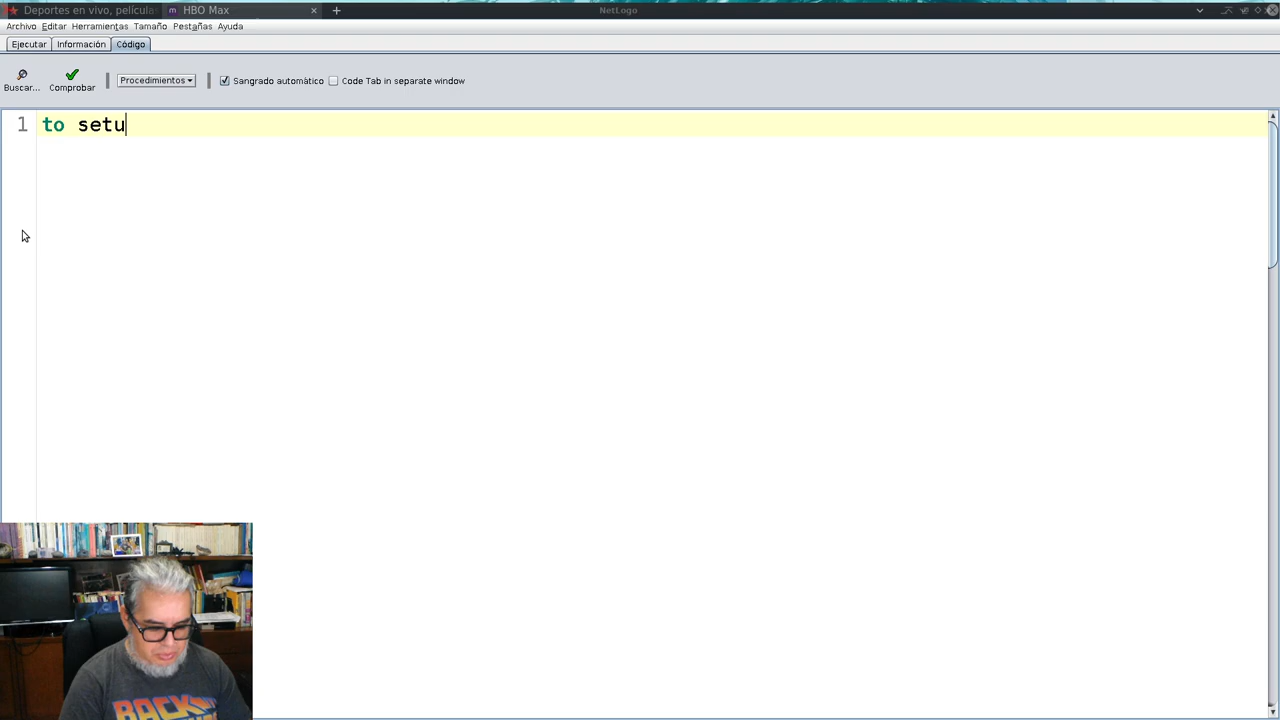 Deportes en vivo, película
HBO Max
NetLogo
Archivo Editar Herramientas Tamaño Pestañas Ayuda
Ejecutar Información Código
Buscar...
Comprobar
Procedimientos
Sangrado automático
Code Tab in separate window
1 to setu
BACK